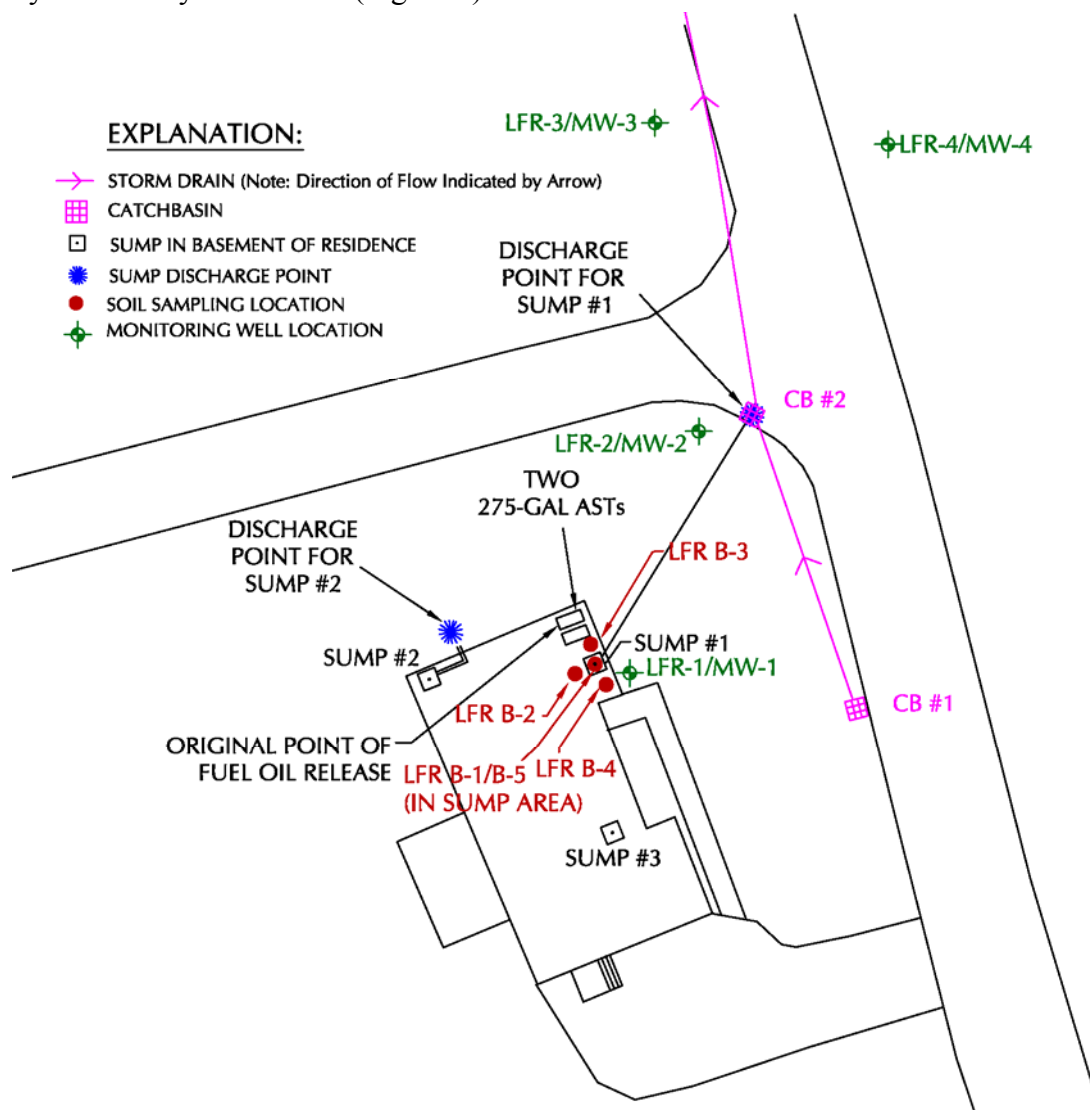 EXPLANATION:
STORM DRAIN (Note: Direction of Flow Indicated by Arrow)
CATCHBASIN
SUMP IN BASEMENT OF RESIDENCE
SUMP DISCHARGE POINT
SOIL SAMPLING LOCATION
MONITORING WELL LOCATION
LFR-3/MW-3
LFR-4/MW-4
DISCHARGE
POINT FOR
SUMP #1
CB #2
LFR-2/MW-2
TWO
275-GAL ASTs
DISCHARGE
POINT FOR
SUMP #2
LFR B-3
SUMP #1
SUMP #2
LFR-1/MW-1
CB #1
LFR B-2
ORIGINAL POINT OF
FUEL OIL RELEASE
LFR B-1/B-5
(IN SUMP AREA)
LFR B-4
SUMP #3